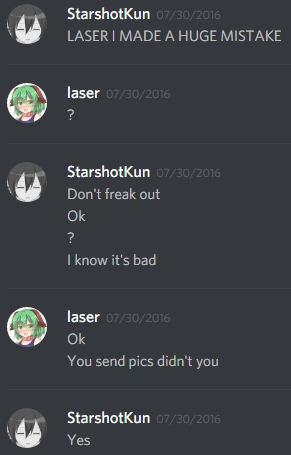 StarshotKun 07/30/2016
LASER I MADE A HUGE MISTAKE
laser 07/30/2016
?
StarshotKun 07/30/2016
Don't freak out
Ok
?
I know it's bad
laser 07/30/2016
Ok
You send pics didn't you
StarshotKun 07/30/2016
Yes